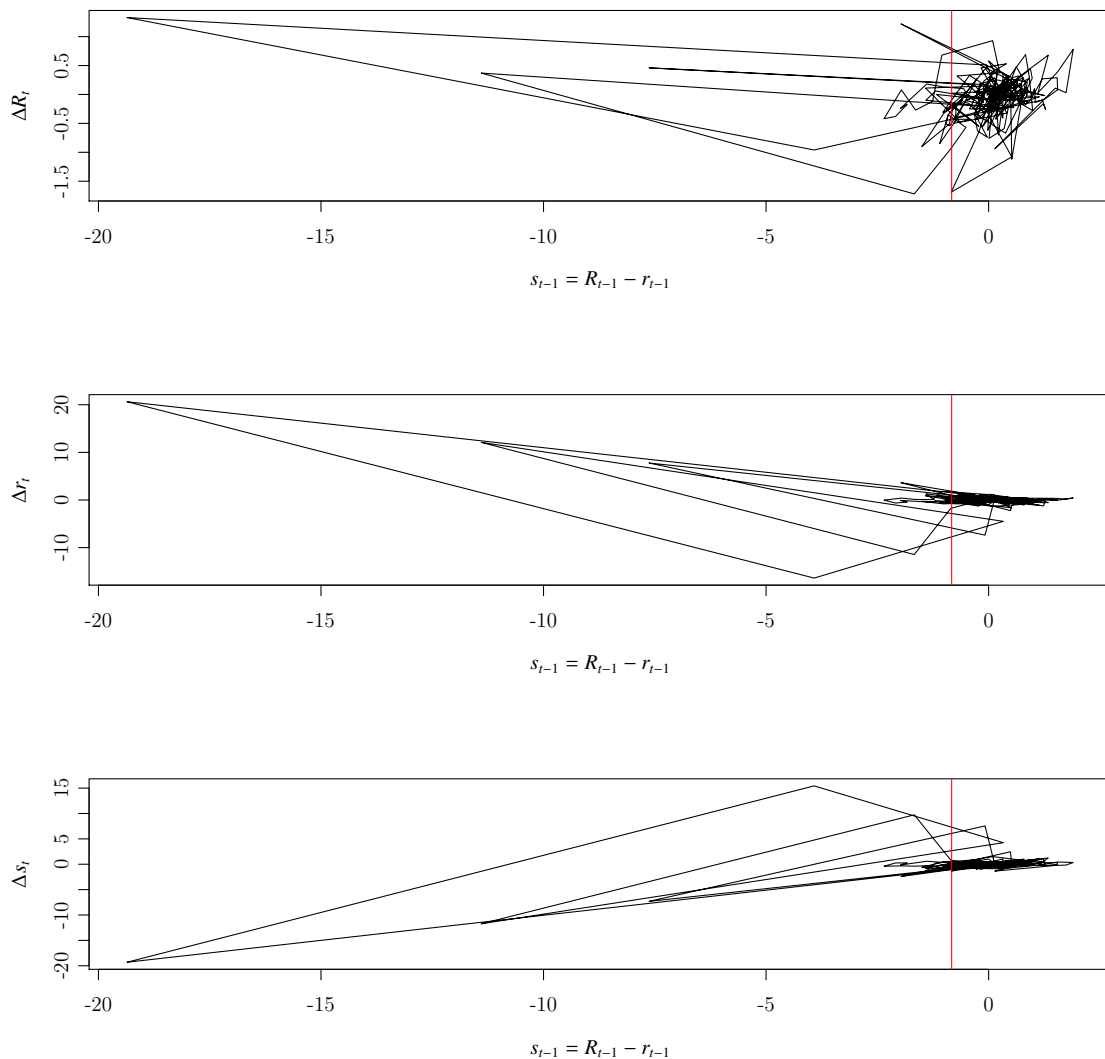 ΔR_t
0.5
-0.5
-1.5
-20 -15 -10 -5 0
s_{t−1} = R_{t−1} − r_{t−1}
Δr_t
20
10
0
-10
-20 -15 -10 -5 0
s_{t−1} = R_{t−1} − r_{t−1}
Δs_t
15
5
0
-10
-20
-20 -15 -10 -5 0
s_{t−1} = R_{t−1} − r_{t−1}